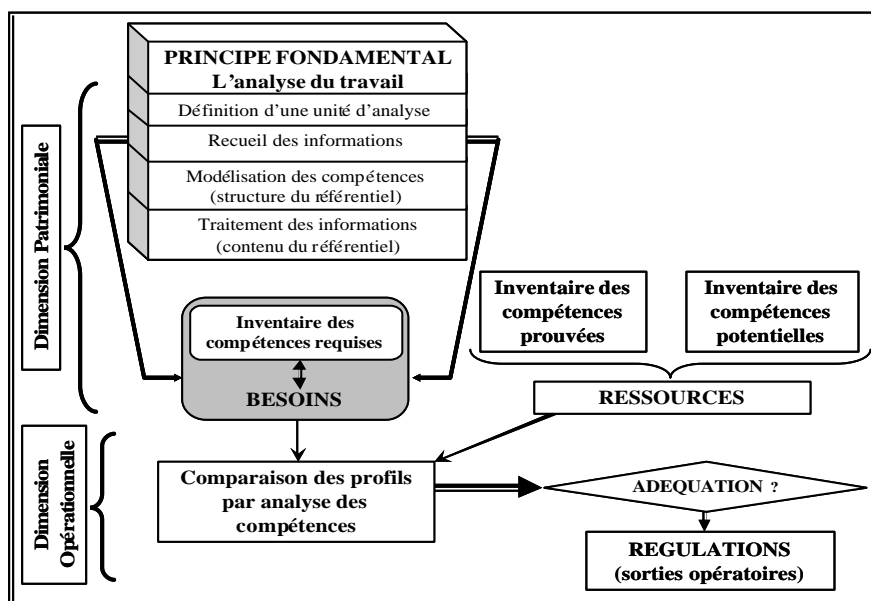 PRINCIPE FONDAMENTAL
L'analyse du travail
Définition d'une unité d'analyse
Recueil des informations
Modélisation des compétences
(structure du référentiel)
Traitement des informations
(contenu du référentiel)
Dimension Patrimoniale
Inventaire des
compétences requises
BESOINS
Inventaire des
compétences
prouvées
Inventaire des
compétences
potentielles
RESSOURCES
Dimension
Opérationnelle
Comparaison des profils
par analyse des
compétences
ADEQUATION ?
REGULATIONS
(sorties opératoires)